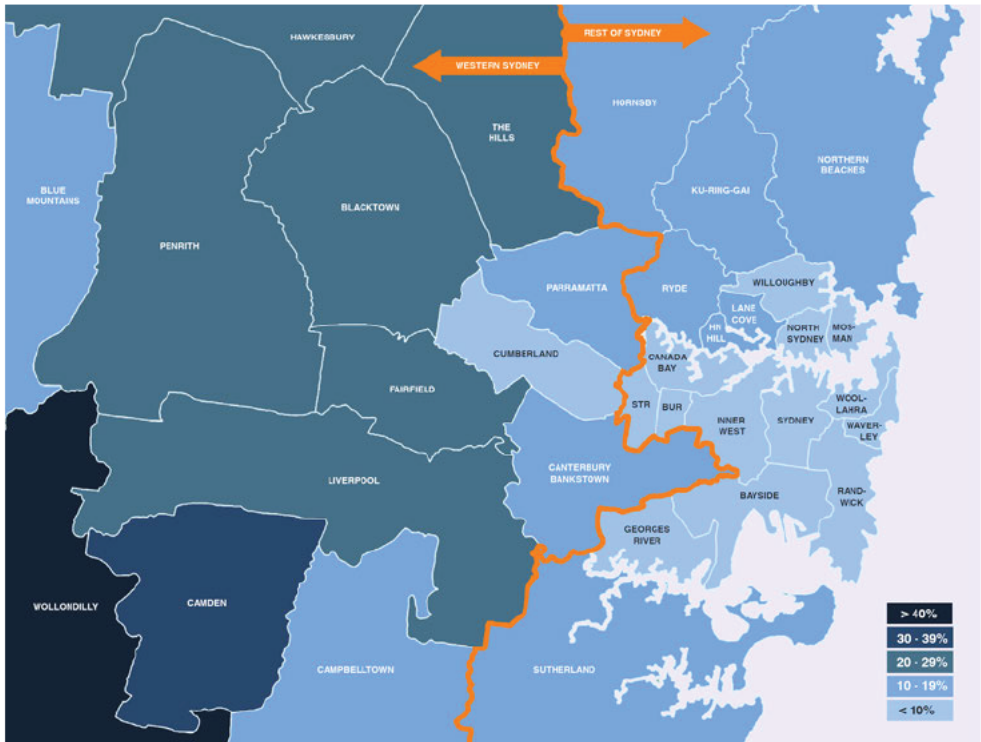 HAWKESBURY
REST OF SYDNEY
WESTERN SYDNEY
HORNSBY
THE
HILLS
NORTHERN
BEACHES
BLUE
MOUNTAINS
KU-RING-GAI
BLACKTOWN
PENRITH
PARRAMATTA
RYDE
WILLOUGHBY
LANE
COVE
HN
HILL
NORTH
SYDNEY
MOS-
MAN
CUMBERLAND
CANADA
BAY
FAIRFIELD
STR
BUR
INNER
WEST
SYDNEY
WOOL-
LAHRA
WAVER-
LEY
LIVERPOOL
CANTERBURY
BANKSTOWN
BAYSIDE
RAND-
WICK
GEORGES
RIVER
WOLLONDILLY
CAMDEN
CAMPBELLTOWN
SUTHERLAND
> 40%
30 - 39%
20 - 29%
10 - 19%
< 10%